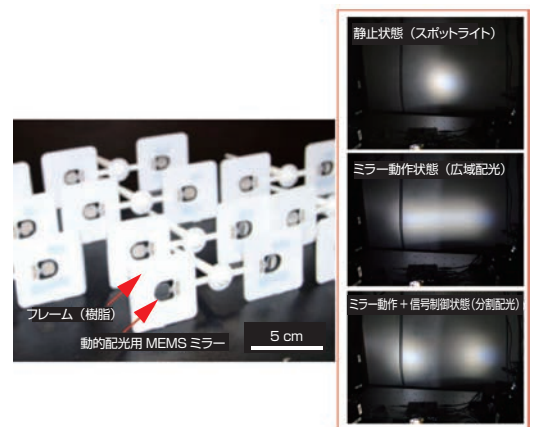 フレーム（樹脂）
動的配光用 MEMS ミラー
5 cm
静止状態（スポットライト）
ミラー動作状態（広域配光）
ミラー動作＋信号制御状態（分割配光）